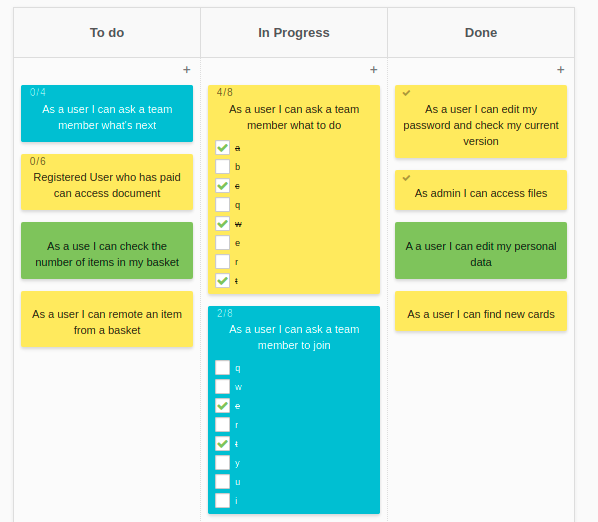 To do
In Progress
Done
+
+
+
0/4
As a user I can ask a team
member what's next
0/6
Registered User who has paid
can access document
As a use I can check the
number of items in my basket
As a user I can remote an item
from a basket
4/8
As a user I can ask a team
member what to do
a
b
c
q
w
e
r
t
2/8
As a user I can ask a team
member to join
q
w
e
r
t
y
u
i
As a user I can edit my
password and check my current
version
As admin I can access files
A a user I can edit my personal
data
As a user I can find new cards